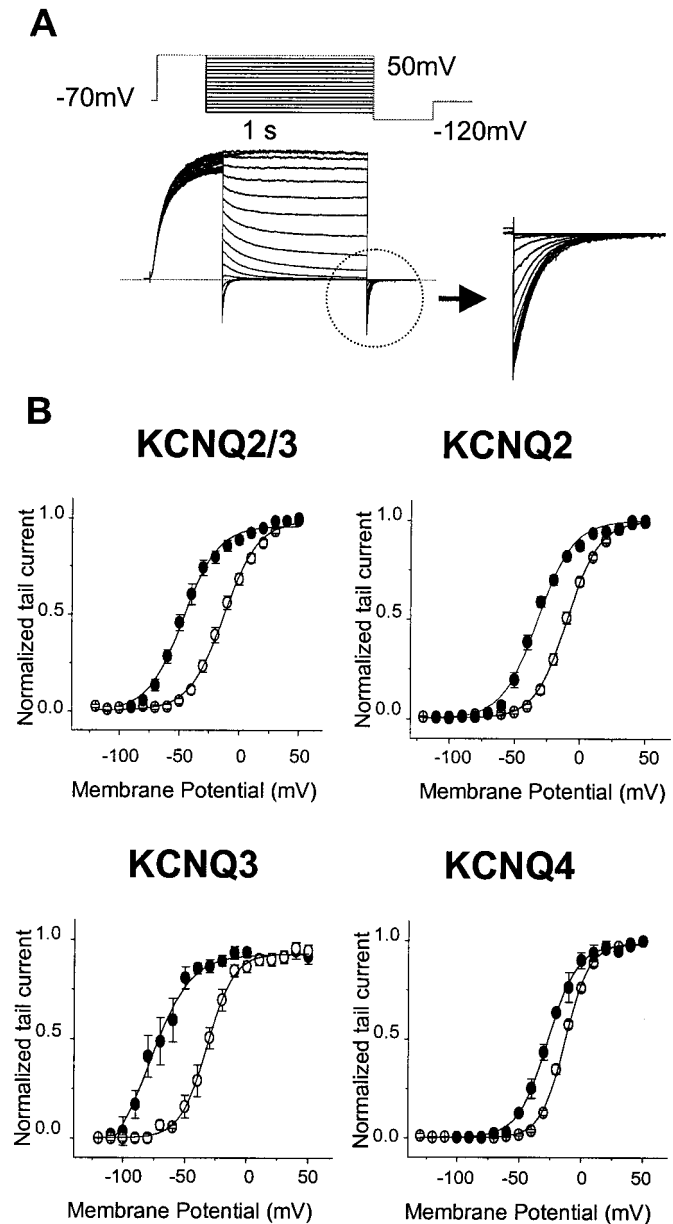 A
-70mV
50mV
1 s
-120mV
B
KCNQ2/3
KCNQ2
Normalized tail current
1.0
0.5
0.0
-100 -50 0 50
Membrane Potential (mV)
Normalized tail current
1.0
0.5
0.0
-100 -50 0 50
Membrane Potential (mV)
KCNQ3
KCNQ4
Normalized tail current
1.0
0.5
0.0
-100 -50 0 50
Membrane Potential (mV)
Normalized tail current
1.0
0.5
0.0
-100 -50 0 50
Membrane Potential (mV)